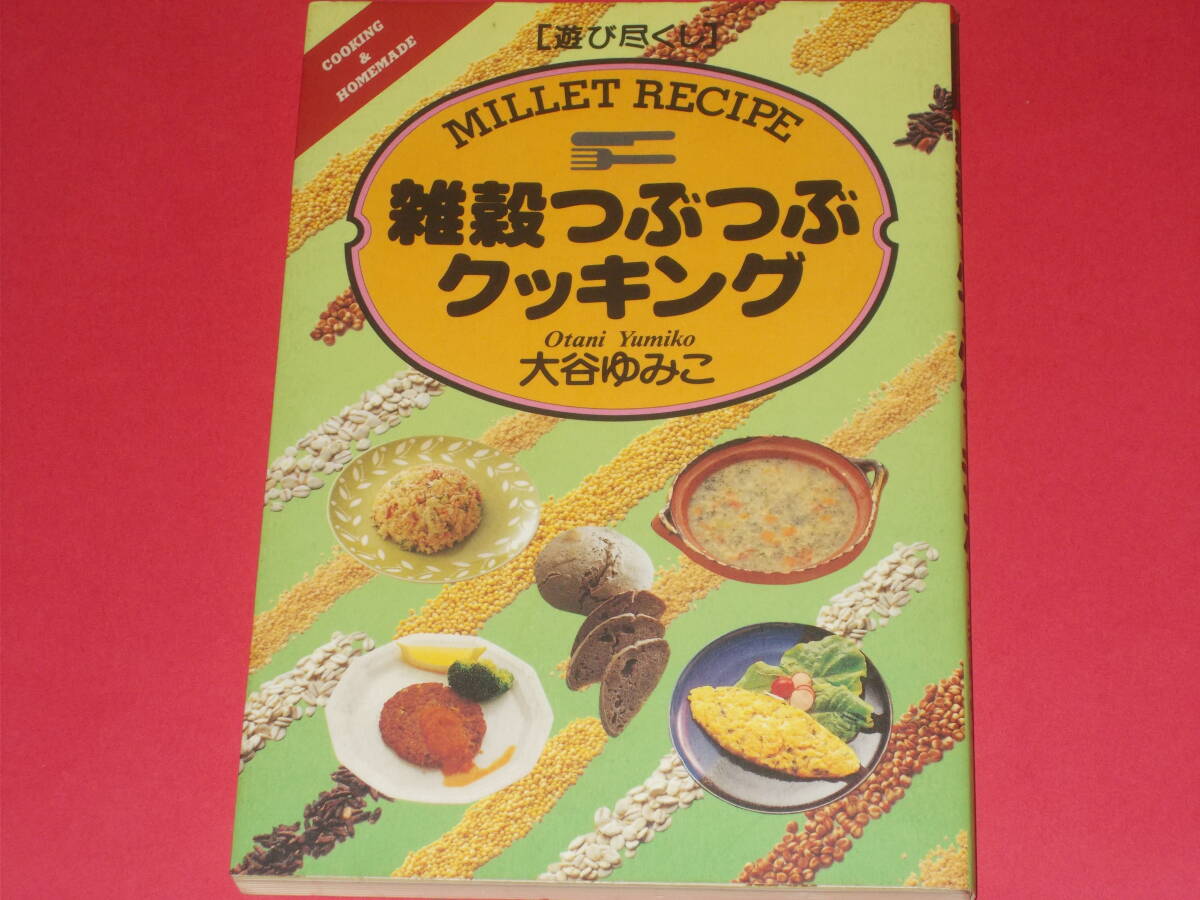 COOKING
&
HOMEMADE
[遊び尽くし]
MILLET RECIPE
雑穀つぶつぶ
クッキング
Otani Yumiko
大谷ゆみこ